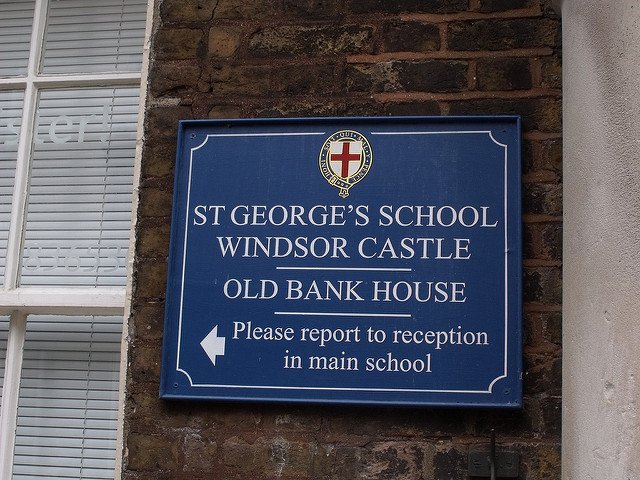 ST GEORGE'S SCHOOL
WINDSOR CASTLE
OLD BANK HOUSE
Please report to reception
in main school